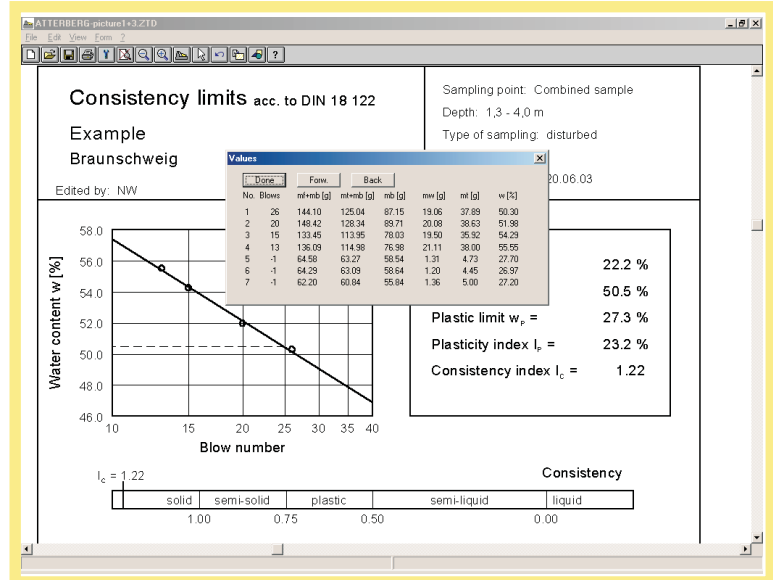 ATTERBERG-picture1+3.ZTD
File Edit View Form ?
Consistency limits acc. to DIN 18 122
Example
Braunschweig
Edited by: NW
Sampling point: Combined sample
Depth: 1,3 - 4,0 m
Type of sampling: disturbed
20.06.03
Values
Done Forw. Back
No. Blows mf+mb [g] mt+mb [g] mb [g] mw [g] mt [g] w [%]
1 26 144.10 125.04 87.15 19.06 37.89 50.30
2 20 148.42 128.34 89.71 20.08 38.63 51.98
3 15 133.45 113.95 78.03 19.50 35.92 54.29
4 13 136.09 114.98 76.98 21.11 38.00 55.55
5 -1 64.58 63.27 58.54 1.31 4.73 27.70
6 -1 64.29 63.09 58.64 1.20 4.45 26.97
7 -1 62.20 60.84 55.84 1.36 5.00 27.20
22.2 %
50.5 %
Plastic limit wP = 27.3 %
Plasticity index IP = 23.2 %
Consistency index Ic = 1.22
Water content w [%]
58.0
56.0
54.0
52.0
50.0
48.0
46.0
10 15 20 25 30 35 40
Blow number
Ic = 1.22
Consistency
solid semi-solid plastic semi-liquid liquid
1.00 0.75 0.50 0.00